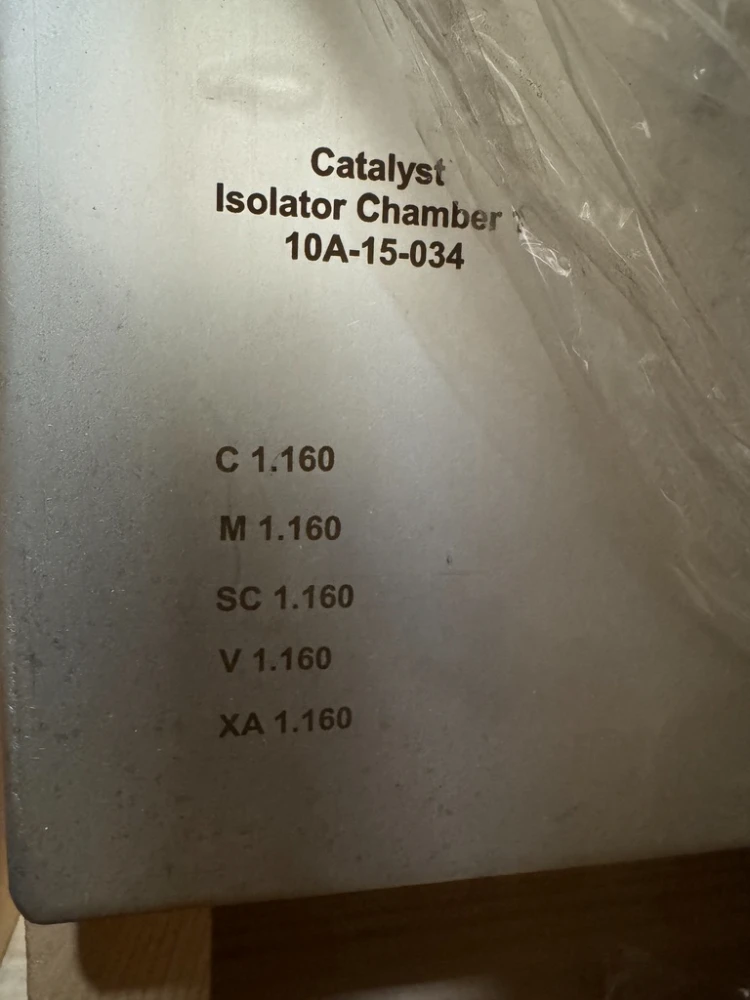 Catalyst
Isolator Chamber
10A-15-034
C 1.160
M 1.160
SC 1.160
V 1.160
XA 1.160